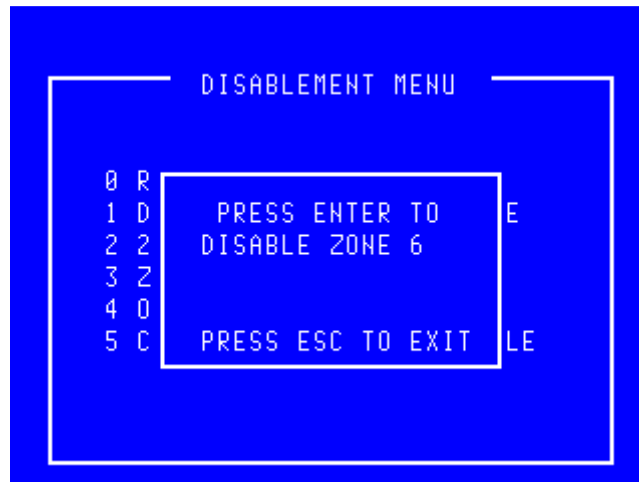 DISABLEMENT MENU
0 R
1 D
PRESS ENTER TO
E
2 2
DISABLE ZONE 6
3 Z
4 O
5 C
PRESS ESC TO EXIT
LE